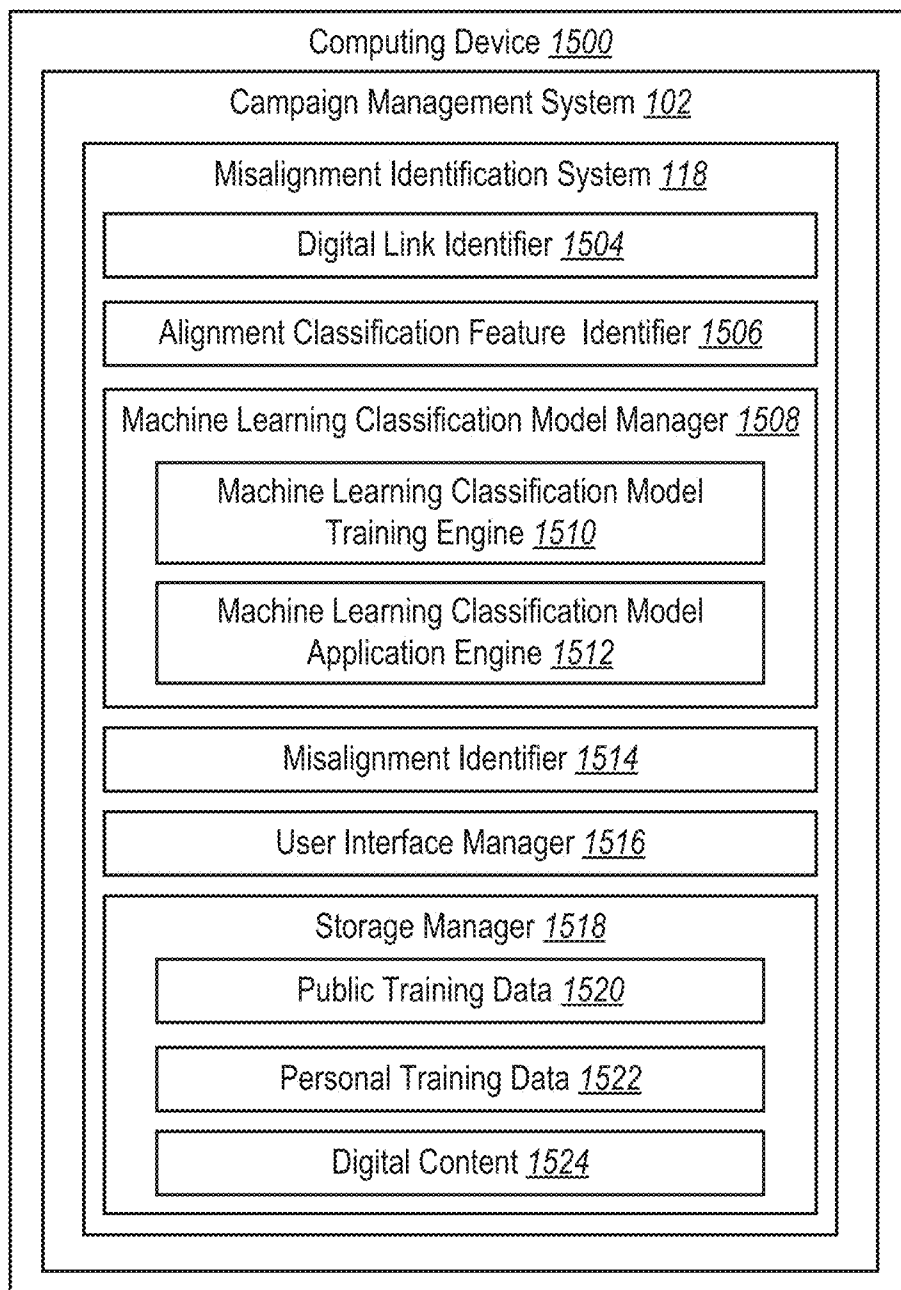 Computing Device 1500
Campaign Management System 102
Misalignment Identification System 118
Digital Link Identifier 1504
Alignment Classification Feature Identifier 1506
Machine Learning Classification Model Manager 1508
Machine Learning Classification Model
Training Engine 1510
Machine Learning Classification Model
Application Engine 1512
Misalignment Identifier 1514
User Interface Manager 1516
Storage Manager 1518
Public Training Data 1520
Personal Training Data 1522
Digital Content 1524